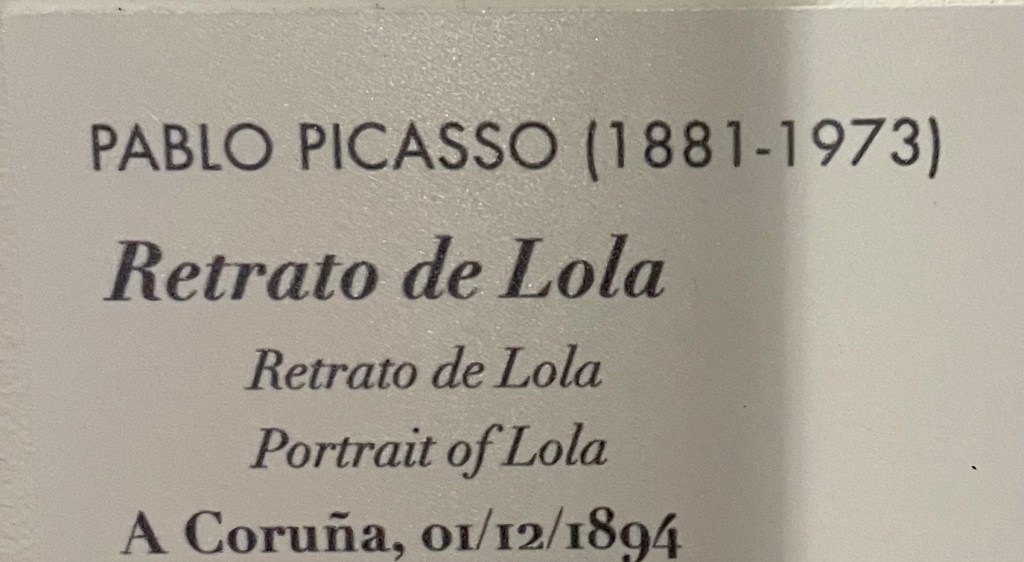 PABLO PICASSO (1881-1973)
Retrato de Lola
Retrato de Lola
Portrait of Lola
A Coruña, 01/12/1894